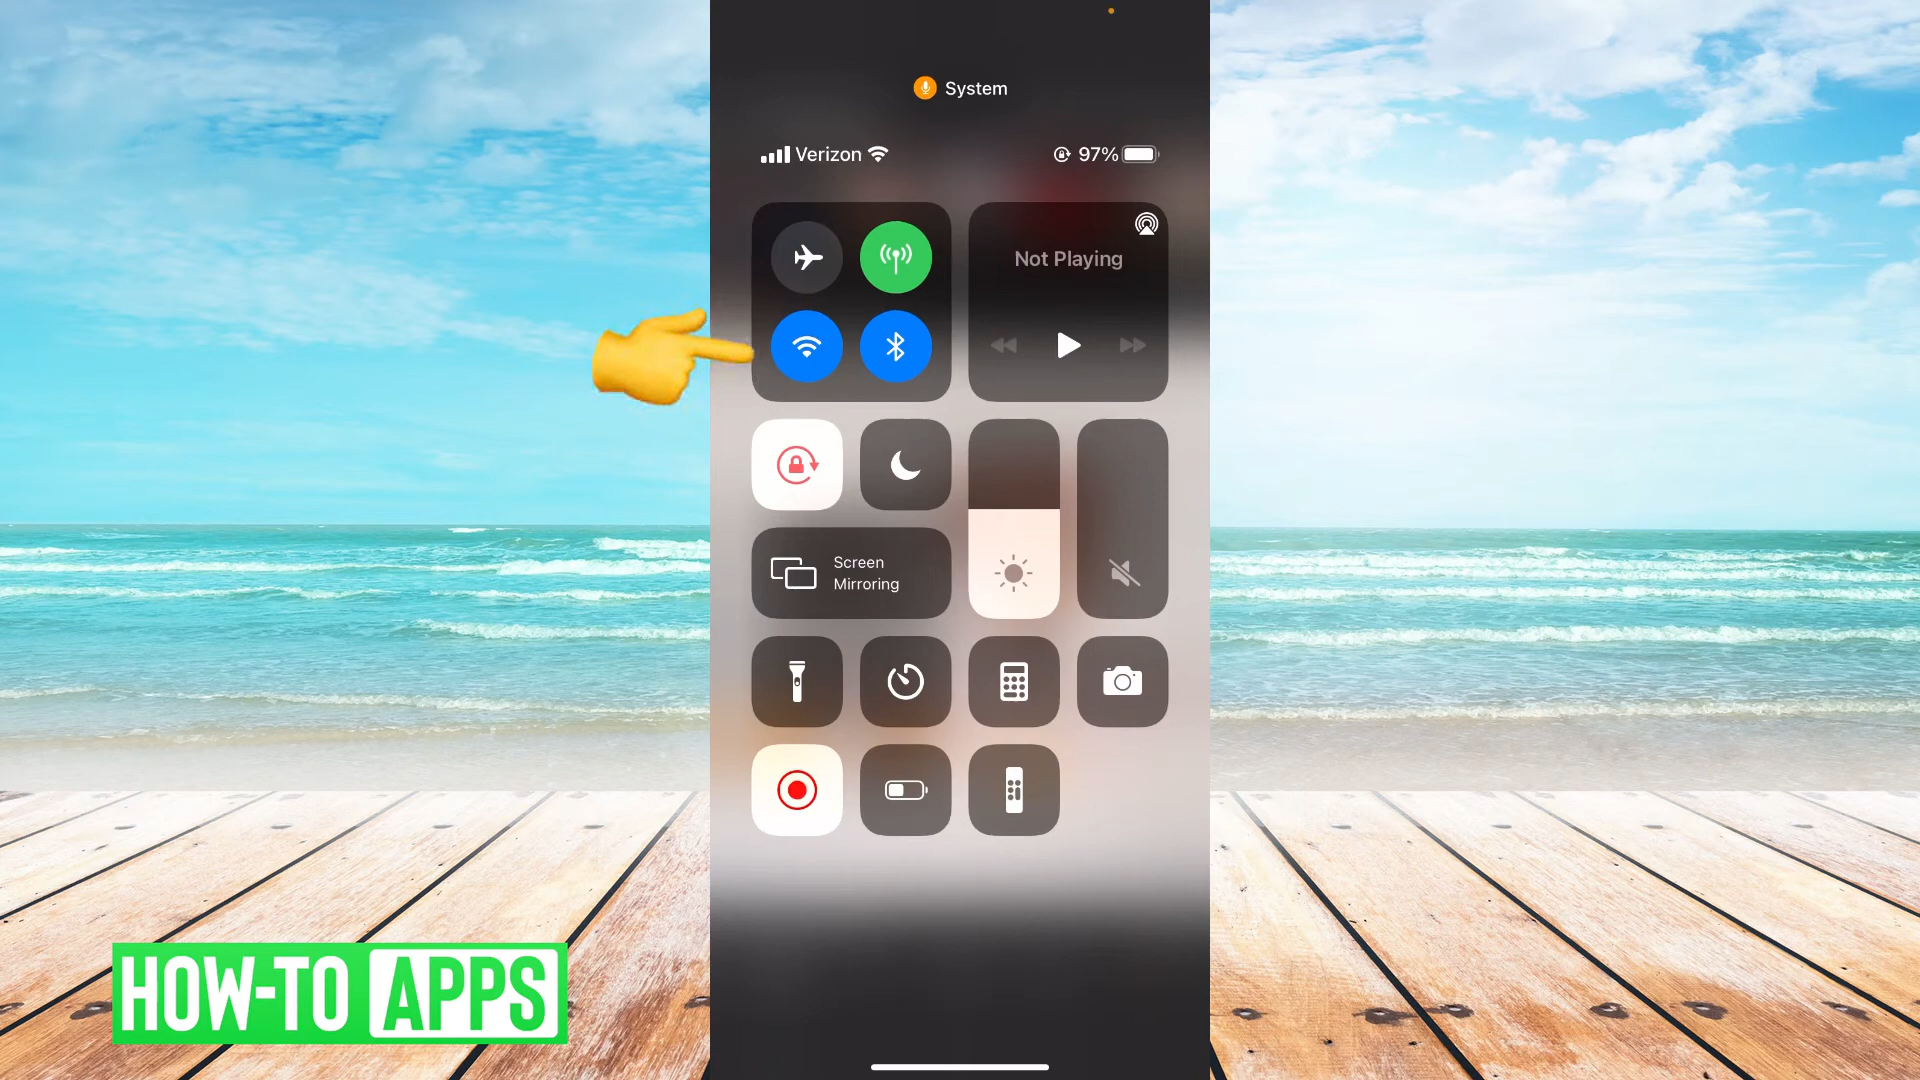 System
Verizon
97%
Not Playing
Screen
Mirroring
HOW-TO APPS